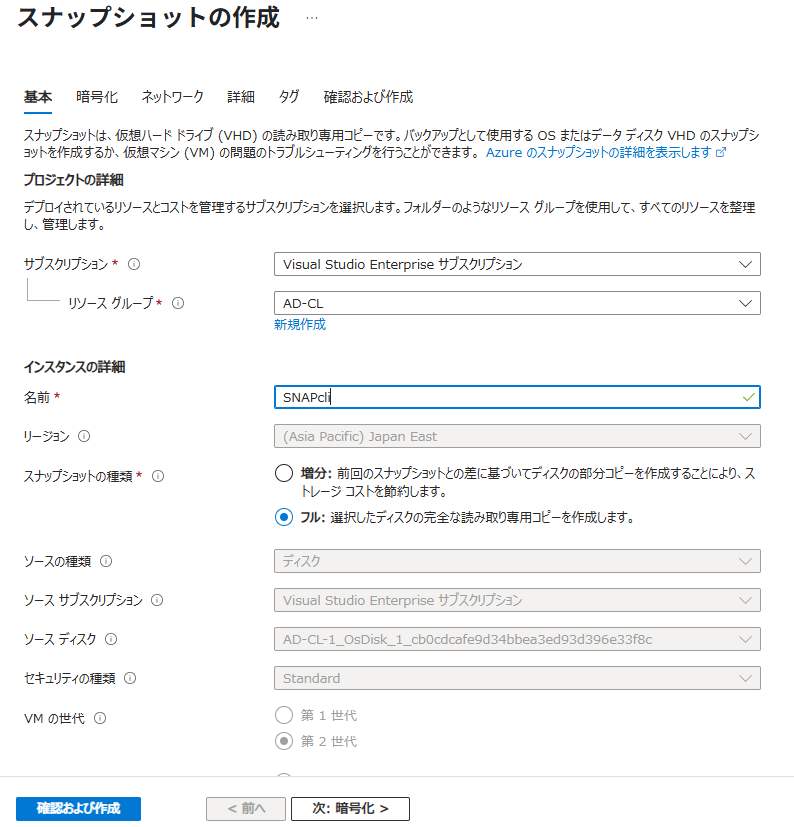 スナップショットの作成 …
基本 暗号化 ネットワーク 詳細 タグ 確認および作成
スナップショットは、仮想ハード ドライブ (VHD) の読み取り専用コピーです。バックアップとして使用する OS またはデータ ディスク VHD のスナップシ
ョットを作成するか、仮想マシン (VM) の問題のトラブルシューティングを行うことができます。 Azure のスナップショットの詳細を表示します
プロジェクトの詳細
デプロイされているリソースとコストを管理するサブスクリプションを選択します。フォルダーのようなリソース グループを使用して、すべてのリソースを整理
し、管理します。
サブスクリプション * Visual Studio Enterprise サブスクリプション
リソース グループ * AD-CL
新規作成
インスタンスの詳細
名前 * SNAPcli
リージョン (Asia Pacific) Japan East
スナップショットの種類 * 増分: 前回のスナップショットとの差に基づいてディスクの部分コピーを作成することにより、ス
トレージ コストを節約します。
フル: 選択したディスクの完全な読み取り専用コピーを作成します。
ソースの種類 ディスク
ソース サブスクリプション Visual Studio Enterprise サブスクリプション
ソース ディスク AD-CL-1_OsDisk_1_cb0cdcafe9d34bbea3ed93d396e33f8c
セキュリティの種類 Standard
VM の世代 第 1 世代
第 2 世代
確認および作成 < 前へ 次: 暗号化 >